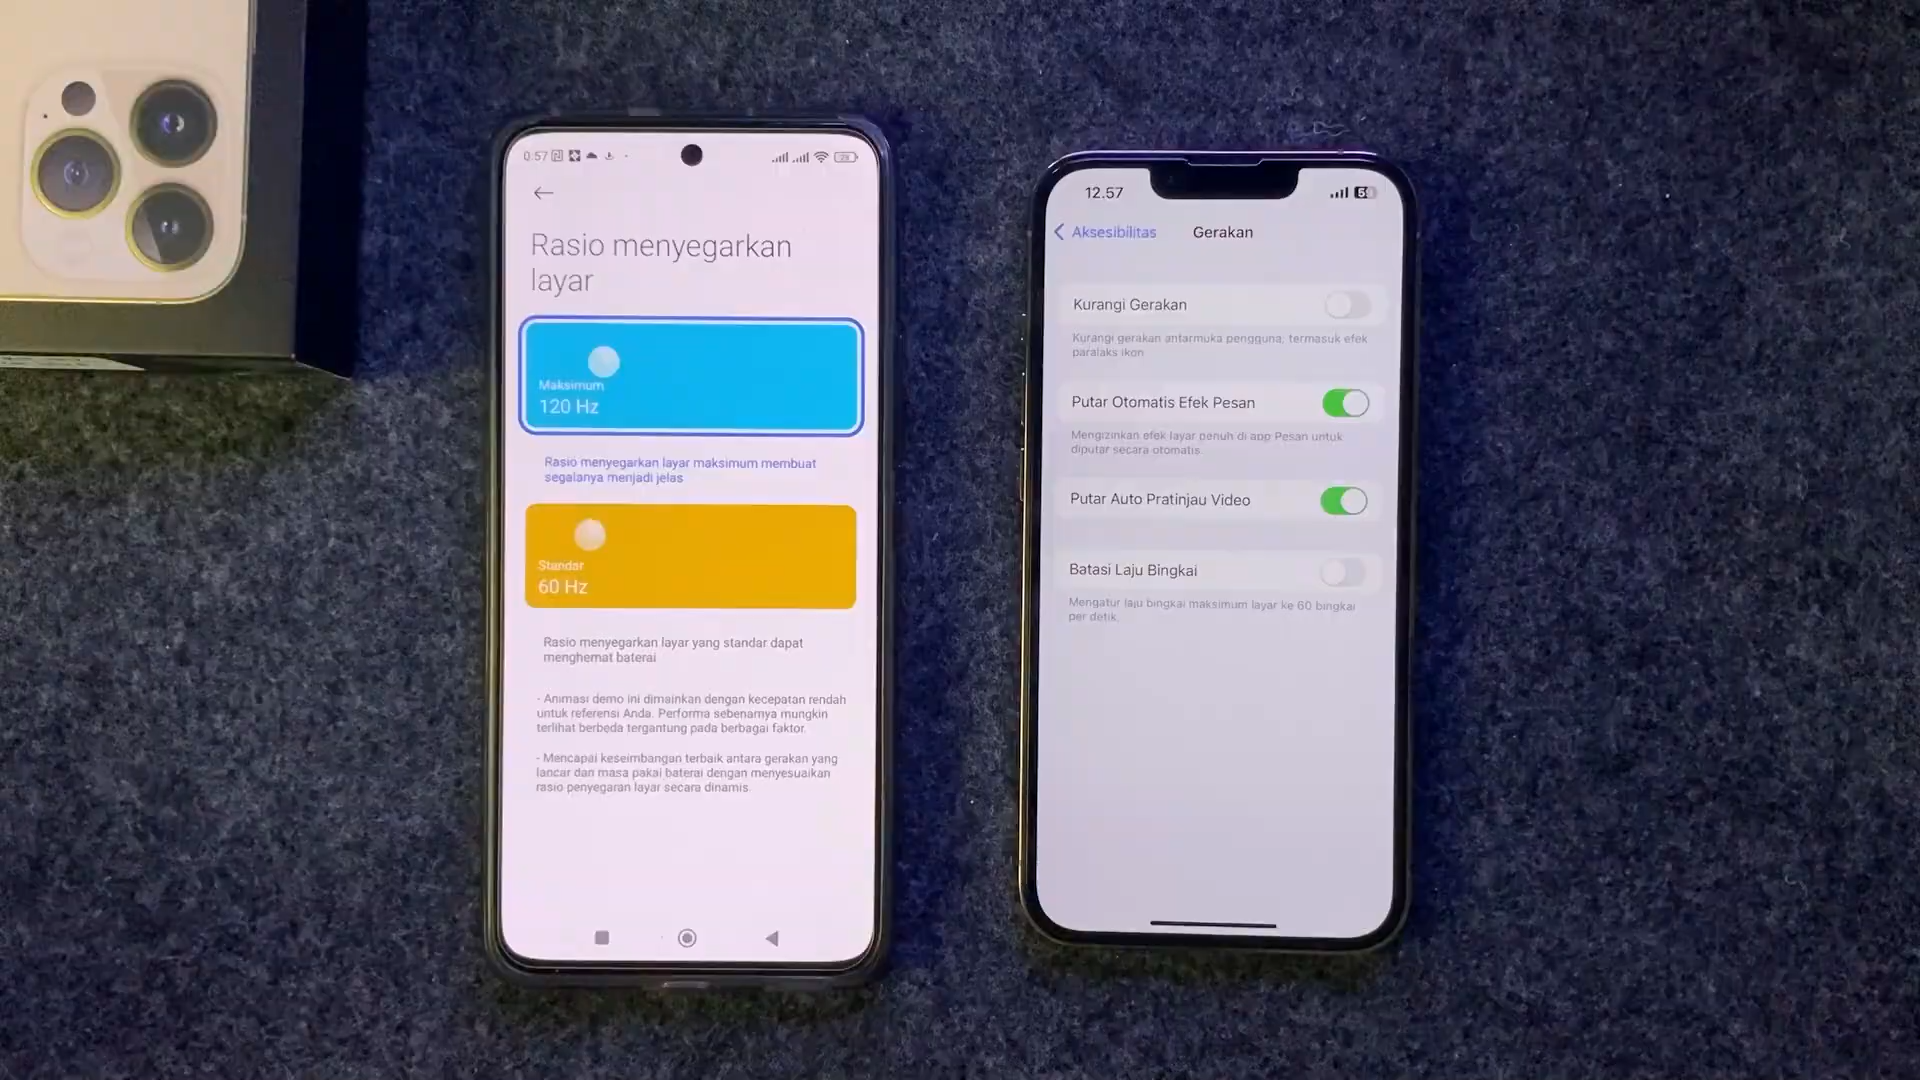 0.57
28
Rasio menyegarkan
layar
Maksimum
120 Hz
Rasio menyegarkan layar maksimum membuat
segalanya menjadi jelas
Standar
60 Hz
Rasio menyegarkan layar yang standar dapat
menghemat baterai
- Animasi demo ini dimainkan dengan kecepatan rendah
untuk referensi Anda. Performa sebenarnya mungkin
terlihat berbeda tergantung pada berbagai faktor.
- Mencapai keseimbangan terbaik antara gerakan yang
lancar dan masa pakai baterai dengan menyesuaikan
rasio penyegaran layar secara dinamis.
12.57
Aksesibilitas
Gerakan
Kurangi Gerakan
Kurangi gerakan antarmuka pengguna, termasuk efek
paralaks ikon.
Putar Otomatis Efek Pesan
Mengizinkan efek layar penuh di app Pesan untuk
diputar secara otomatis.
Putar Auto Pratinjau Video
Batasi Laju Bingkai
Mengatur laju bingkai maksimum layar ke 60 bingkai
per detik.